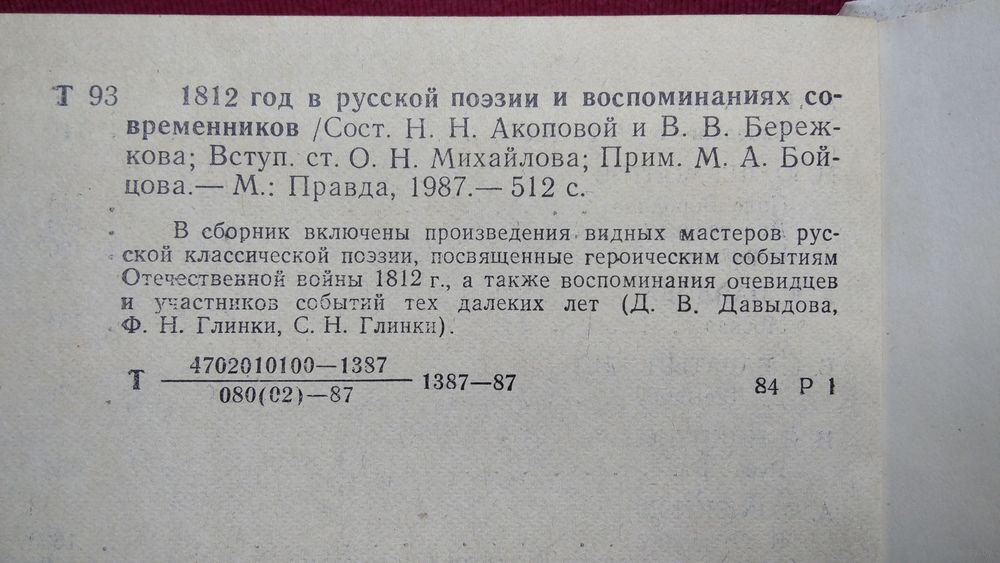 Т 93 1812 год в русской поэзии и воспоминаниях со-
временников /Сост. Н. Н. Акоповой и В. В. Береж-
кова; Вступ. ст. О. Н. Михайлова; Прим. М. А. Бой-
цова.— М.: Правда, 1987.— 512 с.
В сборник включены произведения видных мастеров рус-
ской классической поэзии, посвященные героическим событиям
Отечественной войны 1812 г., а также воспоминания очевидцев
и участников событий тех далеких лет (Д. В. Давыдова,
Ф. Н. Глинки, С. Н. Глинки).
4702010100—1387
Т 1387—87
080(02)—87
84 Р 1